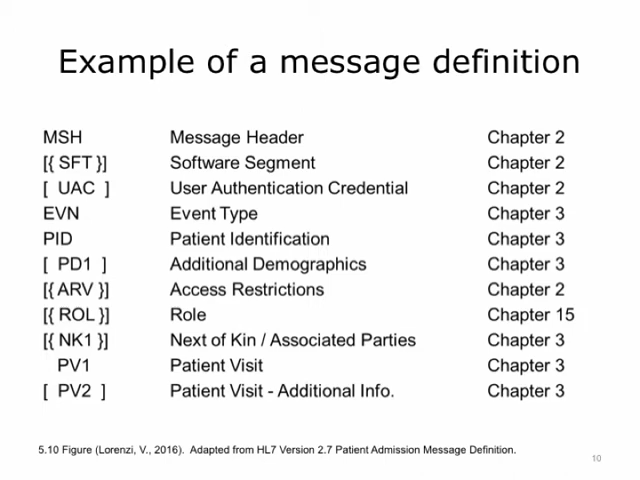 Example of a message definition
MSH Message Header Chapter 2
[{ SFT }] Software Segment Chapter 2
[ UAC ] User Authentication Credential Chapter 2
EVN Event Type Chapter 3
PID Patient Identification Chapter 3
[ PD1 ] Additional Demographics Chapter 3
[{ ARV }] Access Restrictions Chapter 2
[{ ROL }] Role Chapter 15
[{ NK1 }] Next of Kin / Associated Parties Chapter 3
PV1 Patient Visit Chapter 3
[ PV2 ] Patient Visit - Additional Info. Chapter 3
5.10 Figure (Lorenzi, V., 2016). Adapted from HL7 Version 2.7 Patient Admission Message Definition.
10